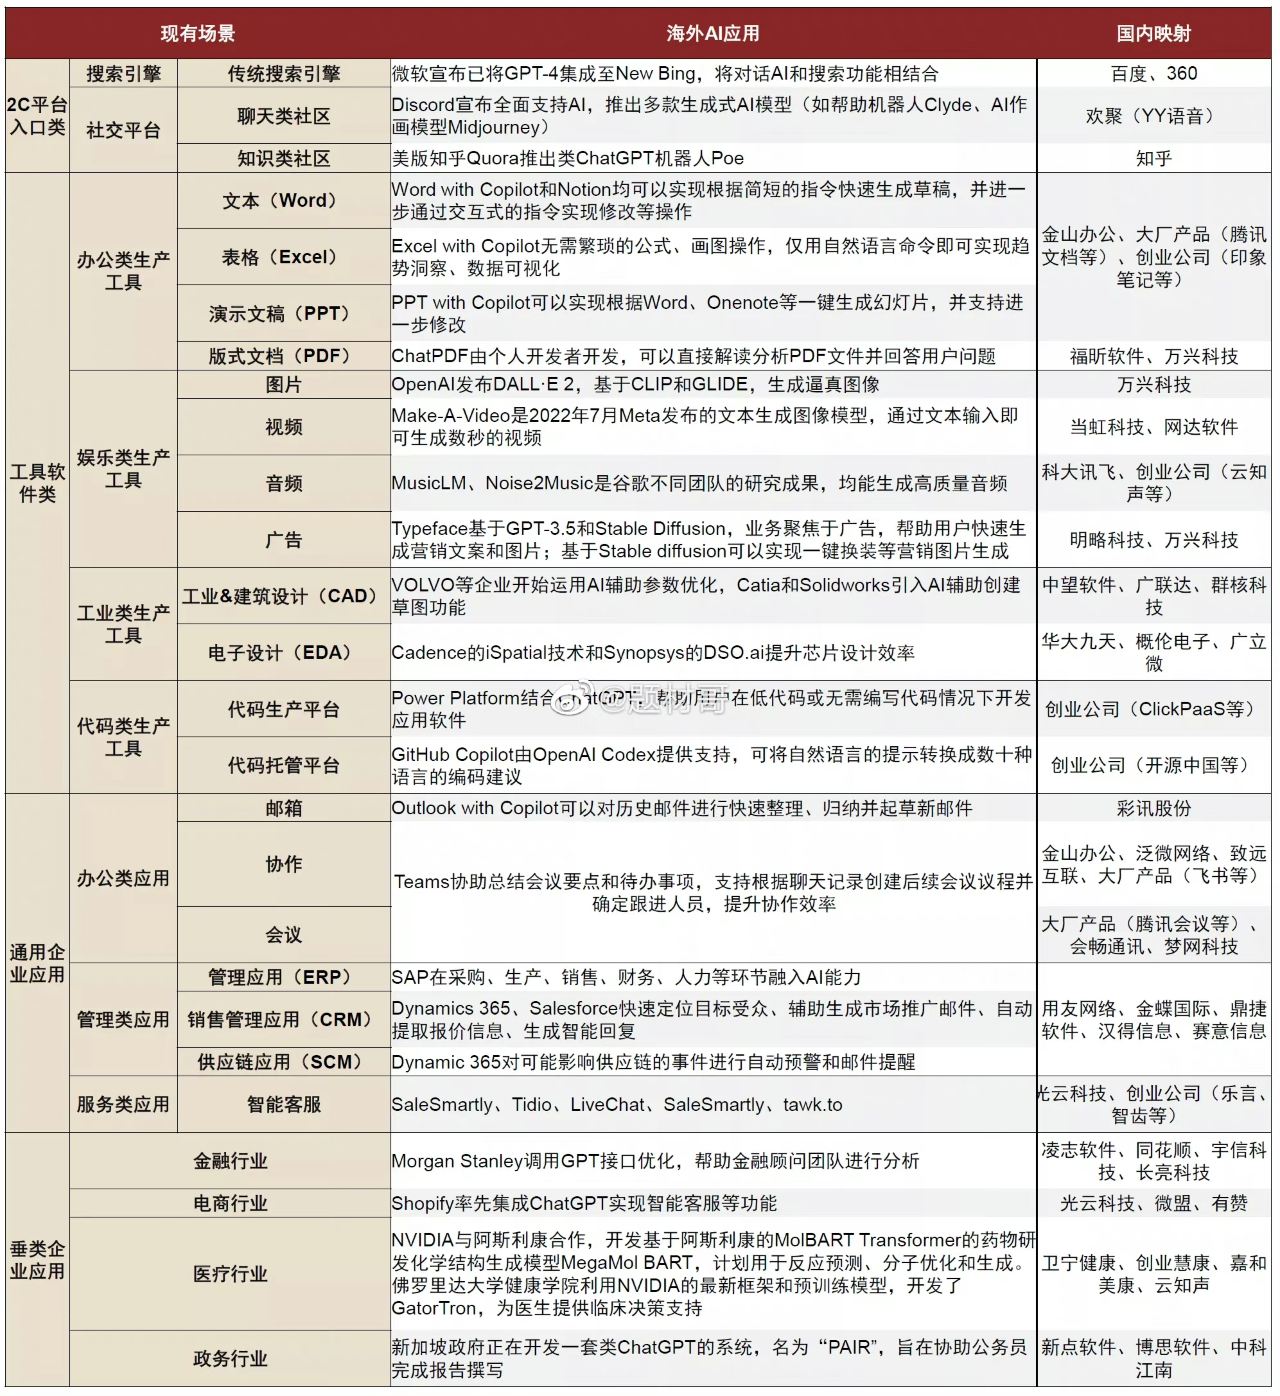 现有场景
海外AI应用
国内映射
2C平台
入口类
搜索引擎
传统搜索引擎
微软宣布已将GPT-4集成至New Bing，将对话AI和搜索功能相结合
百度、360
社交平台
聊天类社区
Discord宣布全面支持AI，推出多款生成式AI模型（如帮助机器人Clyde、AI作
画模型Midjourney）
欢聚（YY语音）
知识类社区
美版知乎Quora推出类ChatGPT机器人Poe
知乎
工具软
件类
办公类生产
工具
文本（Word）
Word with Copilot和Notion均可以实现根据简短的指令快速生成草稿，并进一
步通过交互式的指令实现修改等操作
金山办公、大厂产品（腾讯
文档等）、创业公司（印象
笔记等）
表格（Excel）
Excel with Copilot无需繁琐的公式、画图操作，仅用自然语言命令即可实现趋
势洞察、数据可视化
演示文稿（PPT）
PPT with Copilot可以实现根据Word、Onenote等一键生成幻灯片，并支持进
一步修改
版式文档（PDF）
ChatPDF由个人开发者开发，可以直接解读分析PDF文件并回答用户问题
福昕软件、万兴科技
娱乐类生产
工具
图片
OpenAI发布DALL·E 2，基于CLIP和GLIDE，生成逼真图像
万兴科技
视频
Make-A-Video是2022年7月Meta发布的文本生成图像模型，通过文本输入即
可生成数秒的视频
当虹科技、网达软件
音频
MusicLM、Noise2Music是谷歌不同团队的研究成果，均能生成高质量音频
科大讯飞、创业公司（云知
声等）
广告
Typeface基于GPT-3.5和Stable Diffusion，业务聚焦于广告，帮助用户快速生
成营销文案和图片；基于Stable diffusion可以实现一键换装等营销图片生成
明略科技、万兴科技
工业类生产
工具
工业&建筑设计（CAD）
VOLVO等企业开始运用AI辅助参数优化，Catia和Solidworks引入AI辅助创建
草图功能
中望软件、广联达、群核科
技
电子设计（EDA）
Cadence的iSpatial技术和Synopsys的DSO.ai提升芯片设计效率
华大九天、概伦电子、广立
微
代码类生产
工具
代码生产平台
Power Platform结合ChatGPT，帮助用户在低代码或无需编写代码情况下开发
应用软件
创业公司（ClickPaaS等）
@题材哥
代码托管平台
GitHub Copilot由OpenAI Codex提供支持，可将自然语言的提示转换成数十种
语言的编码建议
创业公司（开源中国等）
通用企
业应用
办公类应用
邮箱
Outlook with Copilot可以对历史邮件进行快速整理、归纳并起草新邮件
彩讯股份
协作
Teams协助总结会议要点和待办事项，支持根据聊天记录创建后续会议议程并
确定跟进人员，提升协作效率
金山办公、泛微网络、致远
互联、大厂产品（飞书等）
会议
大厂产品（腾讯会议等）、
会畅通讯、梦网科技
管理类应用
管理应用（ERP）
SAP在采购、生产、销售、财务、人力等环节融入AI能力
用友网络、金蝶国际、鼎捷
软件、汉得信息、赛意信息
销售管理应用（CRM）
Dynamics 365、Salesforce快速定位目标受众、辅助生成市场推广邮件、自动
提取报价信息、生成智能回复
供应链应用（SCM）
Dynamic 365对可能影响供应链的事件进行自动预警和邮件提醒
服务类应用
智能客服
SaleSmartly、Tidio、LiveChat、SaleSmartly、tawk.to
光云科技、创业公司（乐言、
智齿等）
垂类企
业应用
金融行业
Morgan Stanley调用GPT接口优化，帮助金融顾问团队进行分析
凌志软件、同花顺、宇信科
技、长亮科技
电商行业
Shopify率先集成ChatGPT实现智能客服等功能
光云科技、微盟、有赞
医疗行业
NVIDIA与阿斯利康合作，开发基于阿斯利康的MolBART Transformer的药物研
发化学结构生成模型MegaMol BART，计划用于反应预测、分子优化和生成。
佛罗里达大学健康学院利用NVIDIA的最新框架和预训练模型，开发了
GatorTron，为医生提供临床决策支持
卫宁健康、创业慧康、嘉和
美康、云知声
政务行业
新加坡政府正在开发一套类ChatGPT的系统，名为“PAIR”，旨在协助公务员
完成报告撰写
新点软件、博思软件、中科
江南